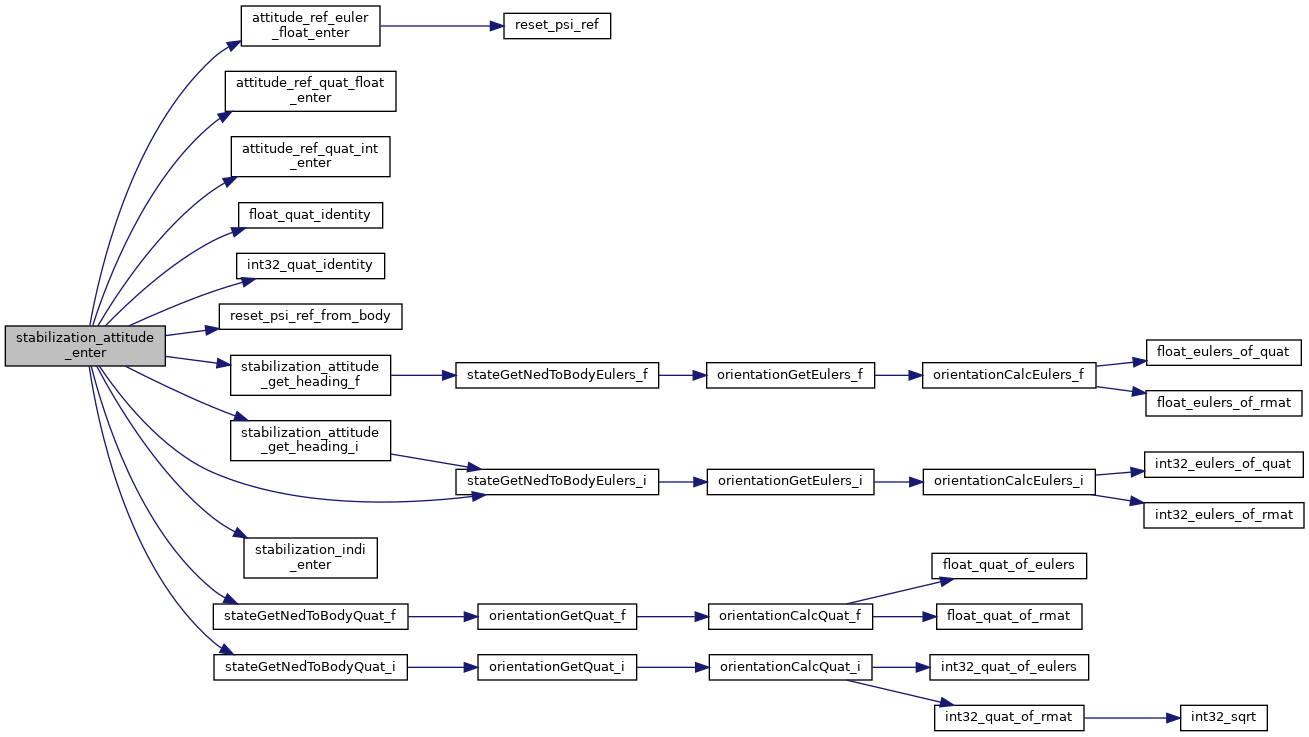 attitude_ref_euler
_float_enter
reset_psi_ref
attitude_ref_quat_float
_enter
attitude_ref_quat_int
_enter
float_quat_identity
int32_quat_identity
reset_psi_ref_from_body
stabilization_attitude
_enter
stabilization_attitude
_get_heading_f
stateGetNedToBodyEulers_f
orientationGetEulers_f
orientationCalcEulers_f
float_eulers_of_quat
float_eulers_of_rmat
stabilization_attitude
_get_heading_i
stateGetNedToBodyEulers_i
orientationGetEulers_i
orientationCalcEulers_i
int32_eulers_of_quat
int32_eulers_of_rmat
stabilization_indi
_enter
stateGetNedToBodyQuat_f
orientationGetQuat_f
orientationCalcQuat_f
float_quat_of_eulers
float_quat_of_rmat
stateGetNedToBodyQuat_i
orientationGetQuat_i
orientationCalcQuat_i
int32_quat_of_eulers
int32_quat_of_rmat
int32_sqrt